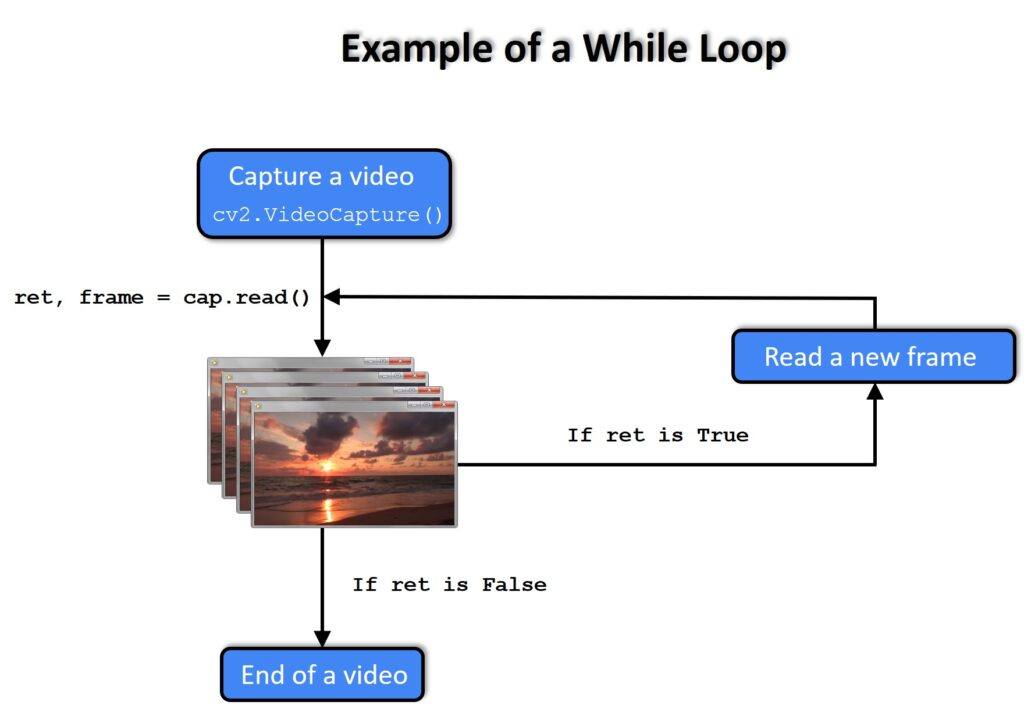 Example of a While Loop
Capture a video
cv2.VideoCapture()
ret, frame = cap.read()
Read a new frame
If ret is True
If ret is False
End of a video